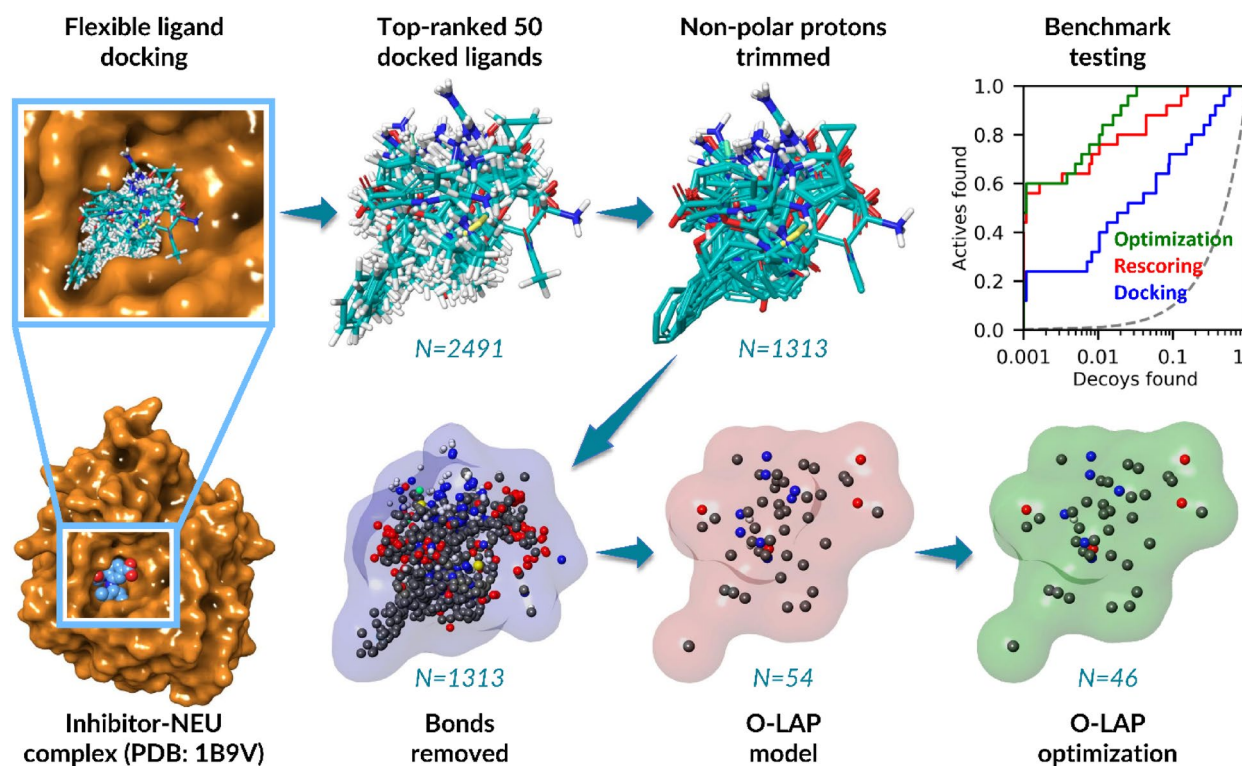 Flexible ligand
docking
Top-ranked 50
docked ligands
Non-polar protons
trimmed
Benchmark
testing
N=2491
N=1313
Actives found
1.0
0.8
0.6
0.4
0.2
0.0
Optimization
Rescoring
Docking
0.001
0.01
0.1
1
Decoys found
N=1313
N=54
N=46
Inhibitor-NEU
complex (PDB: 1B9V)
Bonds
removed
O-LAP
model
O-LAP
optimization